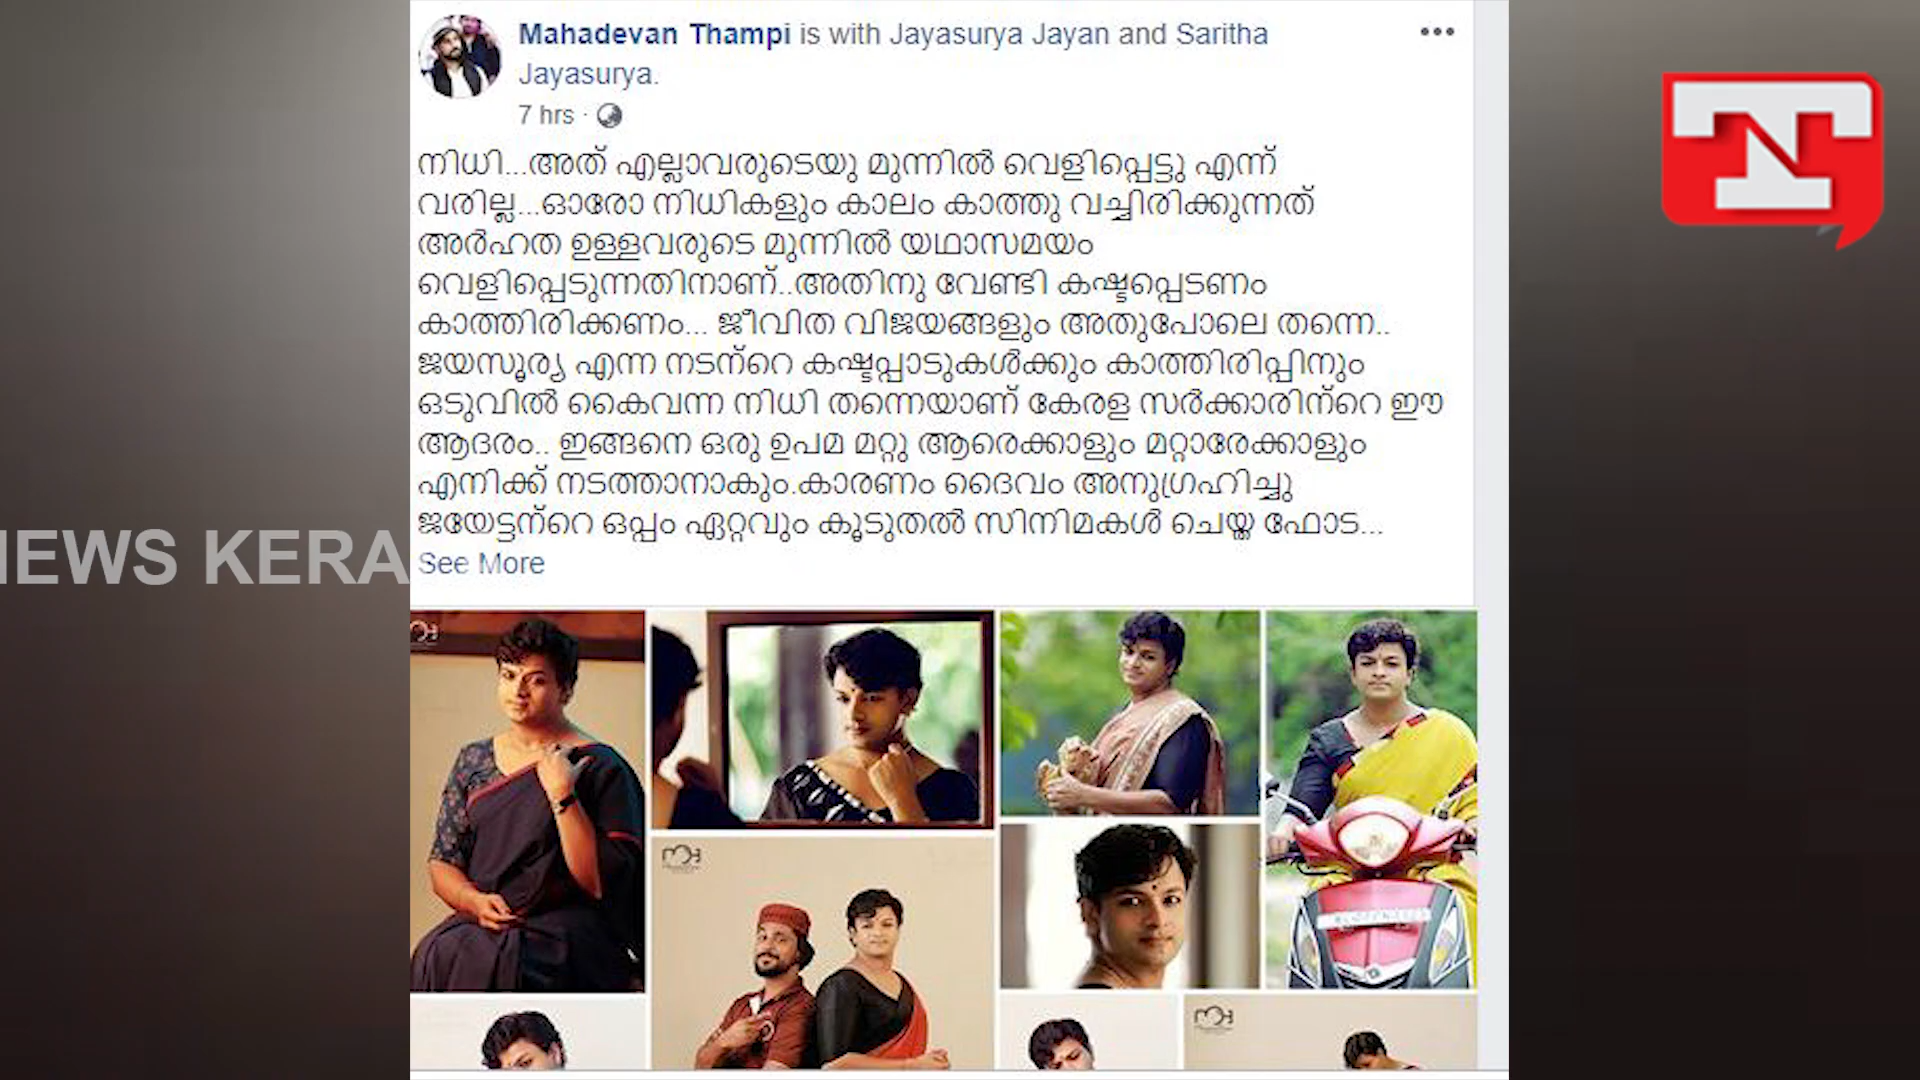 Mahadevan Thampi is with Jayasurya Jayan and Saritha
Jayasurya.
7 hrs ·
നിധി...അത് എല്ലാവരുടെയു മുന്നിൽ വെളിപ്പെട്ടു എന്ന്
വരില്ല...ഓരോ നിധികളും കാലം കാത്തു വച്ചിരിക്കുന്നത്
അർഹത ഉള്ളവരുടെ മുന്നിൽ യഥാസമയം
വെളിപ്പെടുന്നതിനാണ്..അതിനു വേണ്ടി കഷ്ടപ്പെടണം
കാത്തിരിക്കണം... ജീവിത വിജയങ്ങളും അതുപോലെ തന്നെ..
ജയസൂര്യ എന്ന നടന്റെ കഷ്ടപ്പാടുകൾക്കും കാത്തിരിപ്പിനും
ഒടുവിൽ കൈവന്ന നിധി തന്നെയാണ് കേരള സർക്കാരിന്റെ ഈ
ആദരം.. ഇങ്ങനെ ഒരു ഉപമ മറ്റു ആരെക്കാളും മറ്റാരേക്കാളും
എനിക്ക് നടത്താനാകും.കാരണം ദൈവം അനുഗ്രഹിച്ചു
ജയേട്ടന്റെ ഒപ്പം ഏറ്റവും കൂടുതൽ സിനിമകൾ ചെയ്ത ഫോട...
See More
IEWS KERA